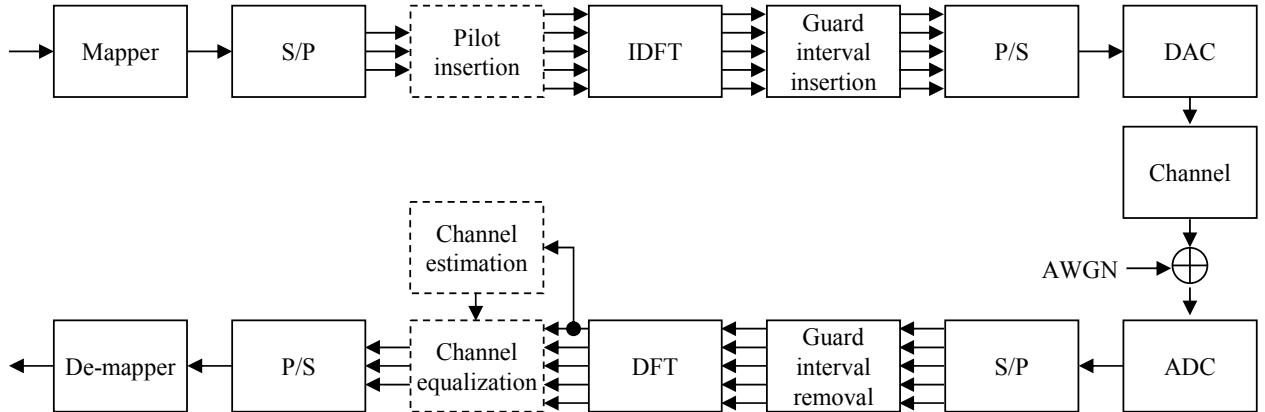 Mapper
S/P
Pilot
insertion
IDFT
Guard
interval
insertion
P/S
DAC
Channel
AWGN
Channel
estimation
De-mapper
P/S
Channel
equalization
DFT
Guard
interval
removal
S/P
ADC